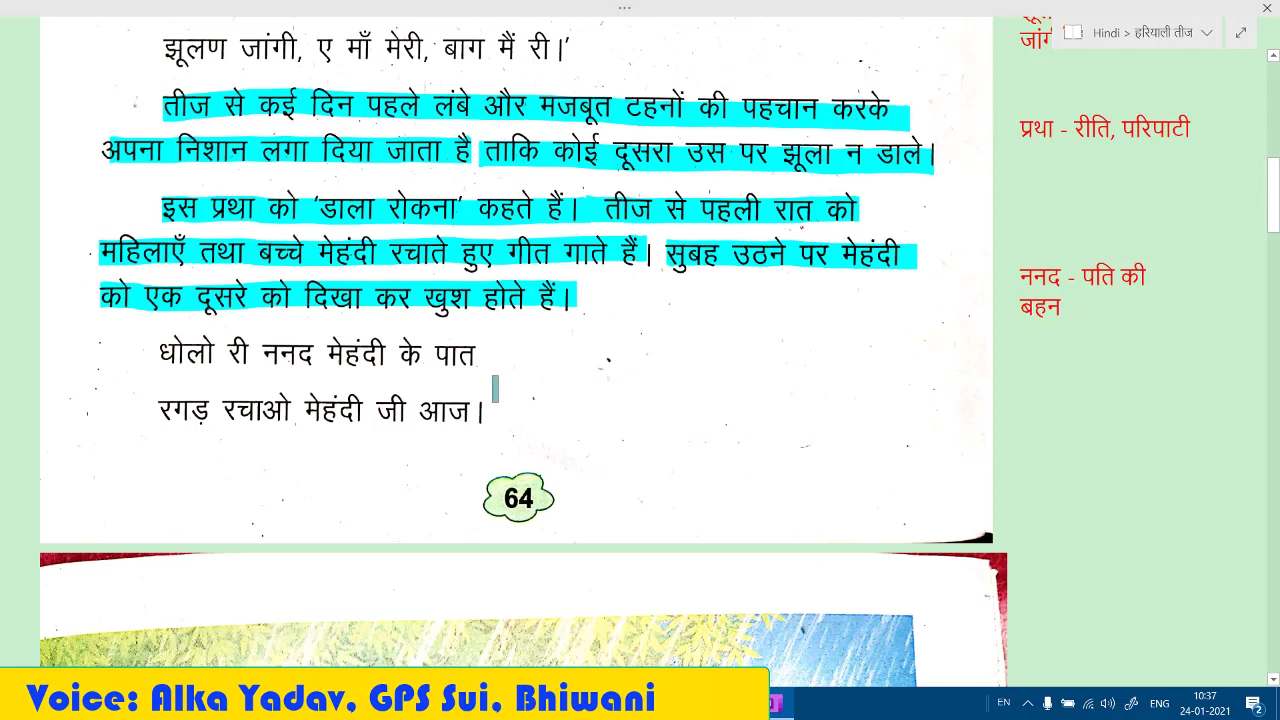 झूलण जांगी, ए माँ मेरी, बाग मैं री।'
तीज से कई दिन पहले लंबे और मजबूत टहनों की पहचान करके
अपना निशान लगा दिया जाता है ताकि कोई दूसरा उस पर झूला न डाले।
इस प्रथा को 'डाला रोकना' कहते हैं। तीज से पहली रात को
महिलाएँ तथा बच्चे मेहंदी रचाते हुए गीत गाते हैं। सुबह उठने पर मेहंदी
को एक दूसरे को दिखा कर खुश होते हैं।
धोलो री ननद मेहंदी के पात
रगड़ रचाओ मेहंदी जी आज।
64
जांगी
Hindi > हरियाली तीज
प्रथा - रीति, परिपाटी
ननद - पति की
बहन
Voice: Alka Yadav, GPS Sui, Bhiwani
EN
ENG
10:37
24-01-2021
2